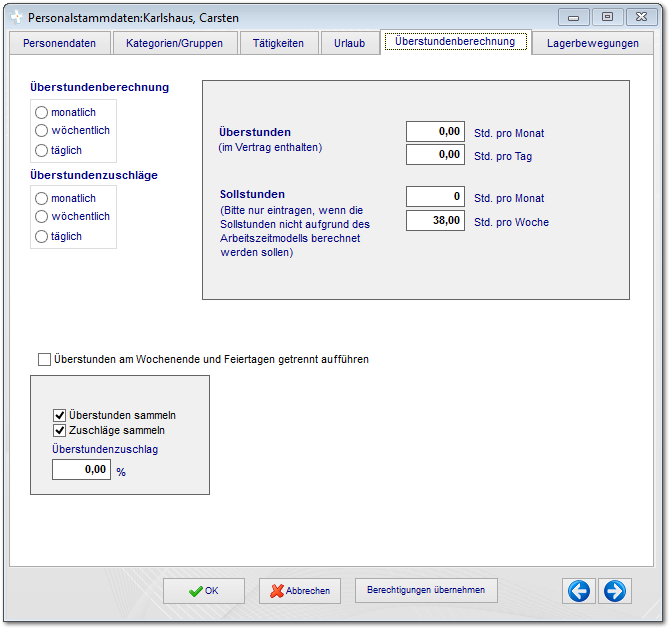 Personalstammdaten:Karlshaus, Carsten
Personendaten
Kategorien/Gruppen
Tätigkeiten
Urlaub
Überstundenberechnung
Lagerbewegungen
Überstundenberechnung
monatlich
wöchentlich
täglich
Überstundenzuschläge
monatlich
wöchentlich
täglich
Überstunden
(im Vertrag enthalten)
0,00 Std. pro Monat
0,00 Std. pro Tag
Sollstunden
(Bitte nur eintragen, wenn die
Sollstunden nicht aufgrund des
Arbeitszeitmodells berechnet
werden sollen)
0 Std. pro Monat
38,00 Std. pro Woche
Überstunden am Wochenende und Feiertagen getrennt aufführen
Überstunden sammeln
Zuschläge sammeln
Überstundenzuschlag
0,00 %
OK
Abbrechen
Berechtigungen übernehmen